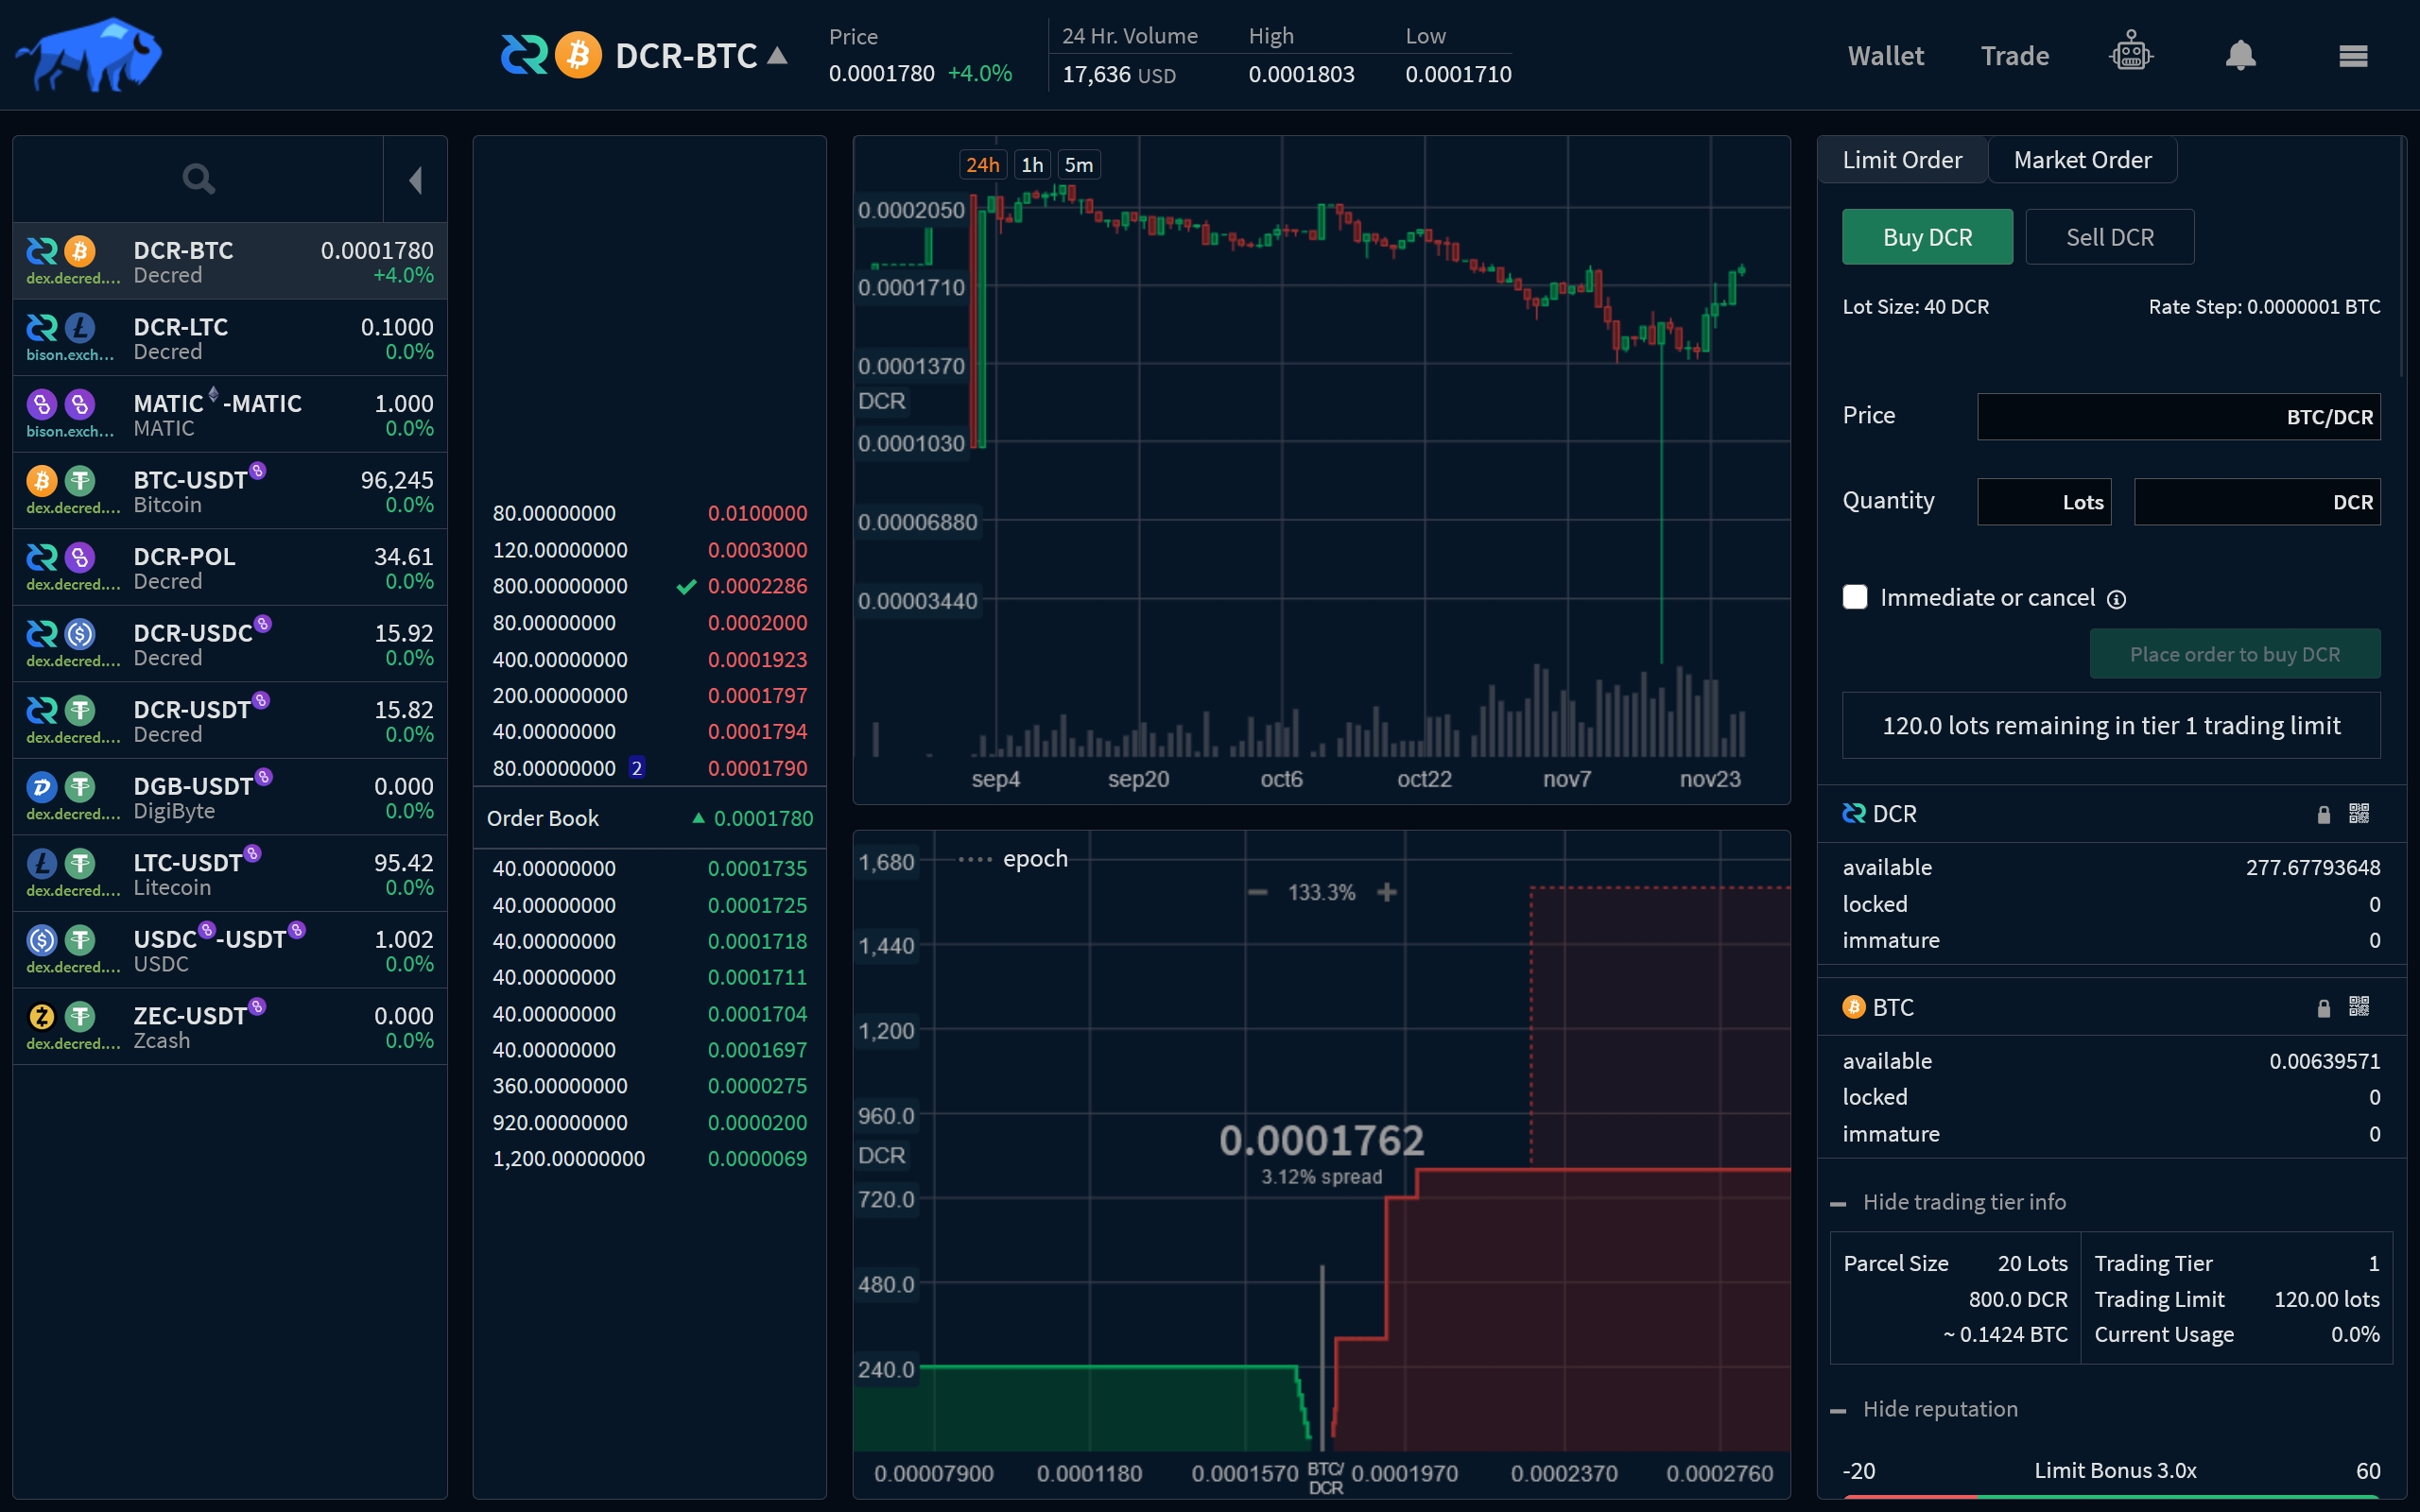 DCR-BTC
Price
0.0001780 +4.0%
24 Hr. Volume
17,636 USD
High
0.0001803
Low
0.0001710
Wallet
Trade
DCR-BTC 0.0001780
dex.decred.... Decred +4.0%
DCR-LTC 0.1000
bison.exch... Decred 0.0%
MATIC -MATIC 1.000
bison.exch... MATIC 0.0%
BTC-USDT 96,245
dex.decred.... Bitcoin 0.0%
DCR-POL 34.61
dex.decred.... Decred 0.0%
DCR-USDC 15.92
dex.decred.... Decred 0.0%
DCR-USDT 15.82
dex.decred.... Decred 0.0%
DGB-USDT 0.000
dex.decred.... DigiByte 0.0%
LTC-USDT 95.42
dex.decred.... Litecoin 0.0%
USDC -USDT 1.002
dex.decred.... USDC 0.0%
ZEC-USDT 0.000
dex.decred.... Zcash 0.0%
80.00000000 0.0100000
120.00000000 0.0003000
800.00000000 0.0002286
80.00000000 0.0002000
400.00000000 0.0001923
200.00000000 0.0001797
40.00000000 0.0001794
80.00000000 2 0.0001790
Order Book 0.0001780
40.00000000 0.0001735
40.00000000 0.0001725
40.00000000 0.0001718
40.00000000 0.0001711
40.00000000 0.0001704
40.00000000 0.0001697
360.00000000 0.0000275
920.00000000 0.0000200
1,200.00000000 0.0000069
24h 1h 5m
0.0002050
0.0001710
0.0001370
DCR
0.0001030
0.00006880
0.00003440
sep4 sep20 oct6 oct22 nov7 nov23
epoch
133.3%
1,680
1,440
1,200
960.0
DCR
720.0
480.0
240.0
0.0001762
3.12% spread
0.00007900 0.0001180 0.0001570 BTC/ 0.0001970 0.0002370 0.0002760
DCR
Limit Order Market Order
Buy DCR Sell DCR
Lot Size: 40 DCR Rate Step: 0.0000001 BTC
Price BTC/DCR
Quantity Lots DCR
Immediate or cancel
Place order to buy DCR
120.0 lots remaining in tier 1 trading limit
DCR
available 277.67793648
locked 0
immature 0
BTC
available 0.00639571
locked 0
immature 0
Hide trading tier info
Parcel Size 20 Lots
800.0 DCR
~ 0.1424 BTC
Trading Tier 1
Trading Limit 120.00 lots
Current Usage 0.0%
Hide reputation
-20 Limit Bonus 3.0x 60